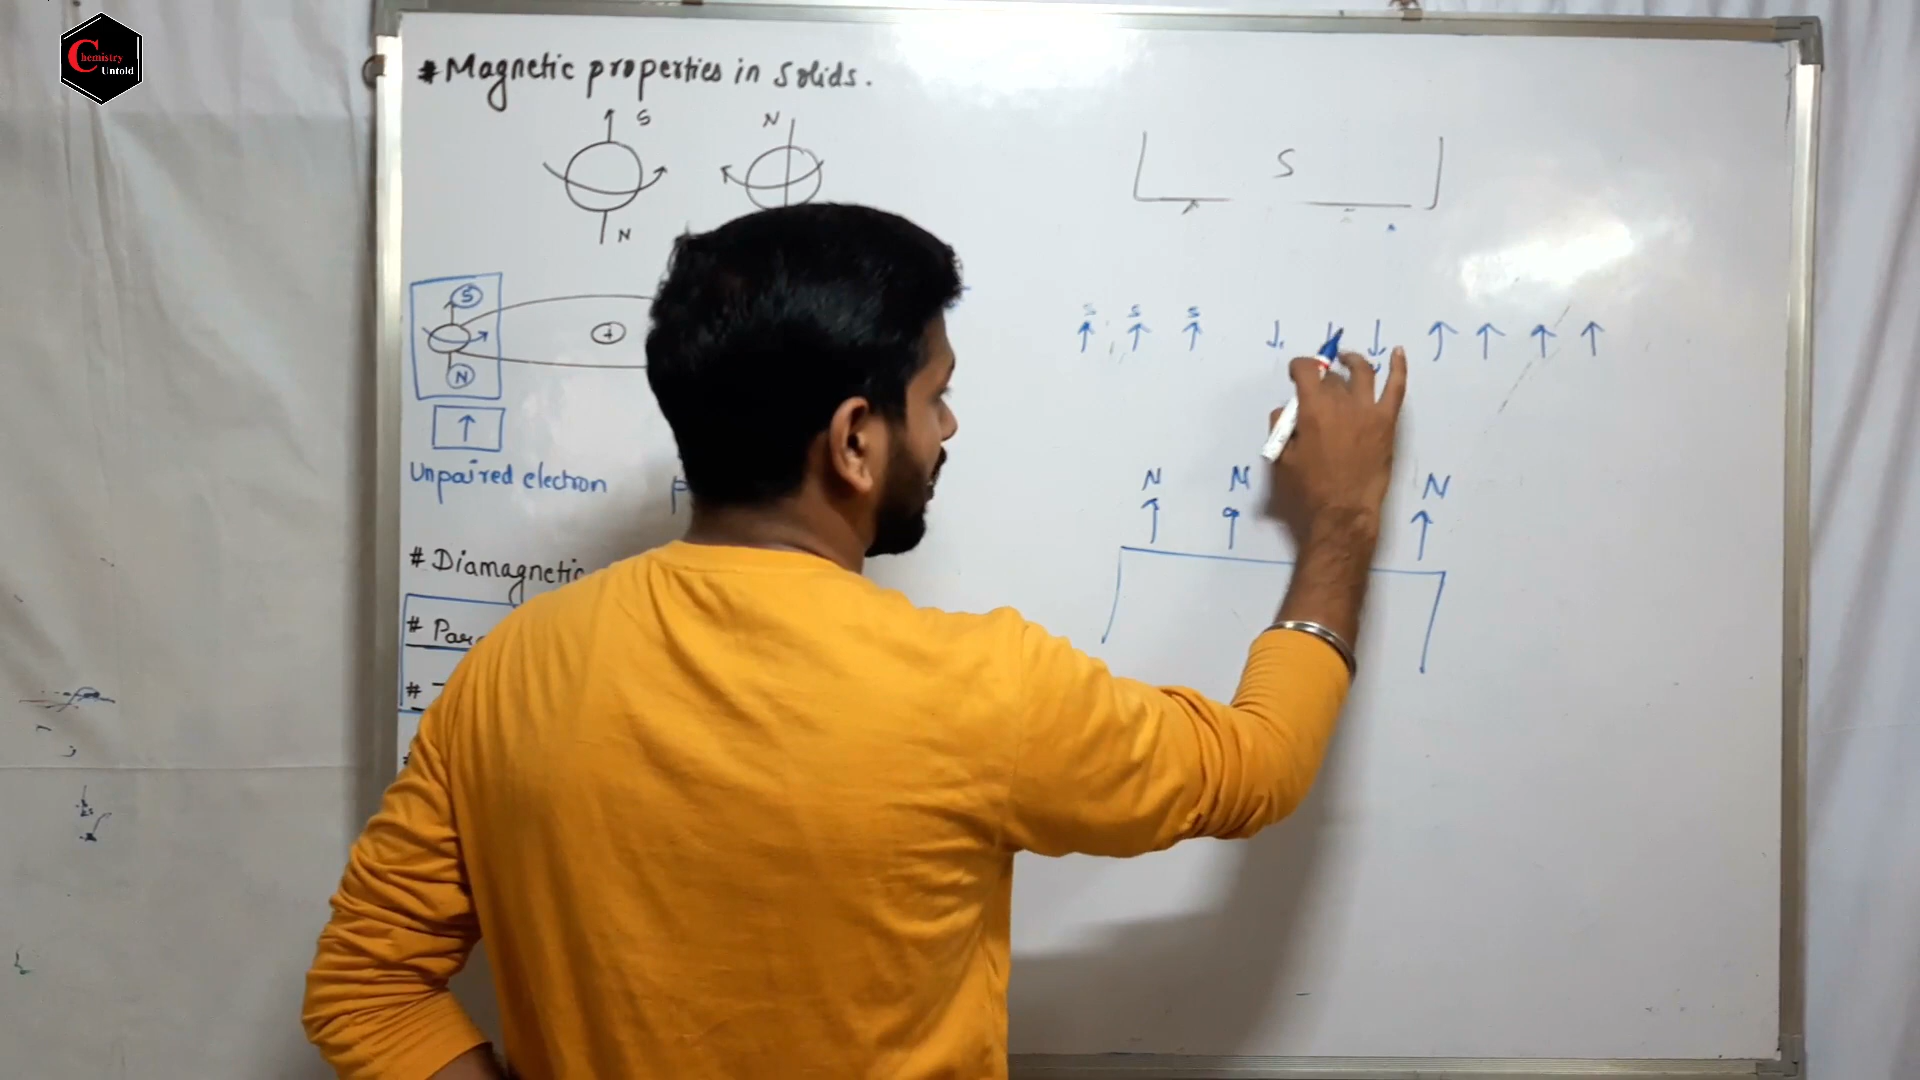 Chemistry
Untold
# Magnetic properties in Solids.
S N
N
S
S
N
↑
Unpaired electron
S S S
N N N
# Diamagnetic
#
#